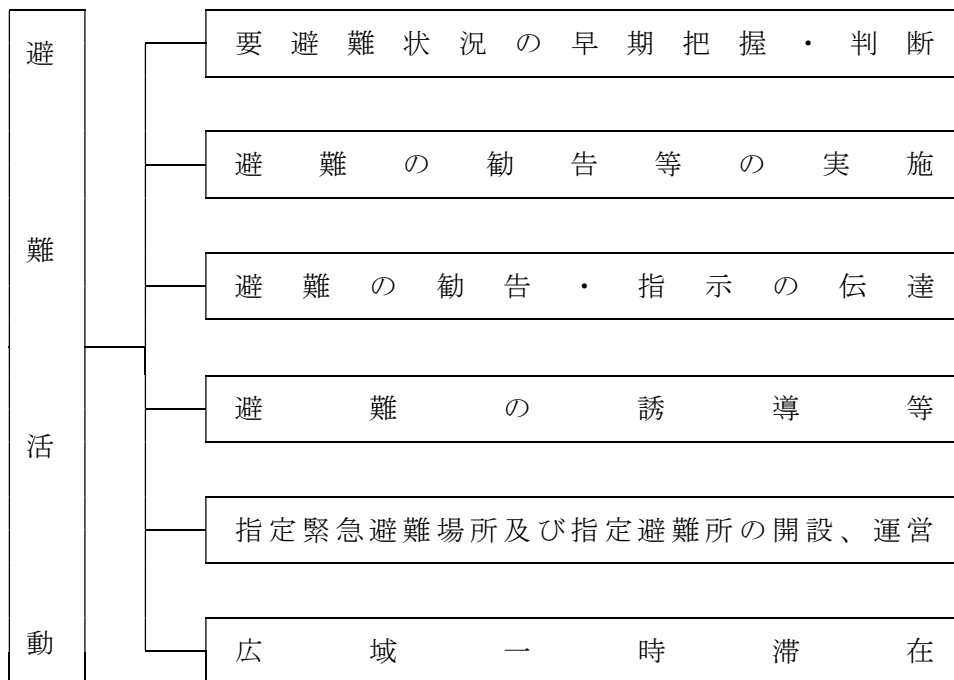 避難活動
要避難状況の早期把握・判断
避難の勧告等の実施
避難の勧告・指示の伝達
避難の誘導等
指定緊急避難場所及び指定避難所の開設、運営
広域一時滞在